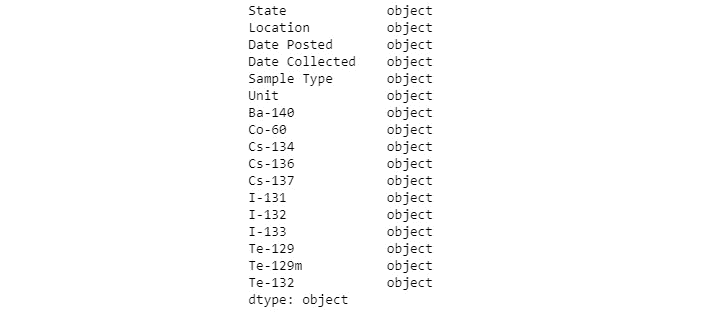 State object
Location object
Date Posted object
Date Collected object
Sample Type object
Unit object
Ba-140 object
Co-60 object
Cs-134 object
Cs-136 object
Cs-137 object
I-131 object
I-132 object
I-133 object
Te-129 object
Te-129m object
Te-132 object
dtype: object